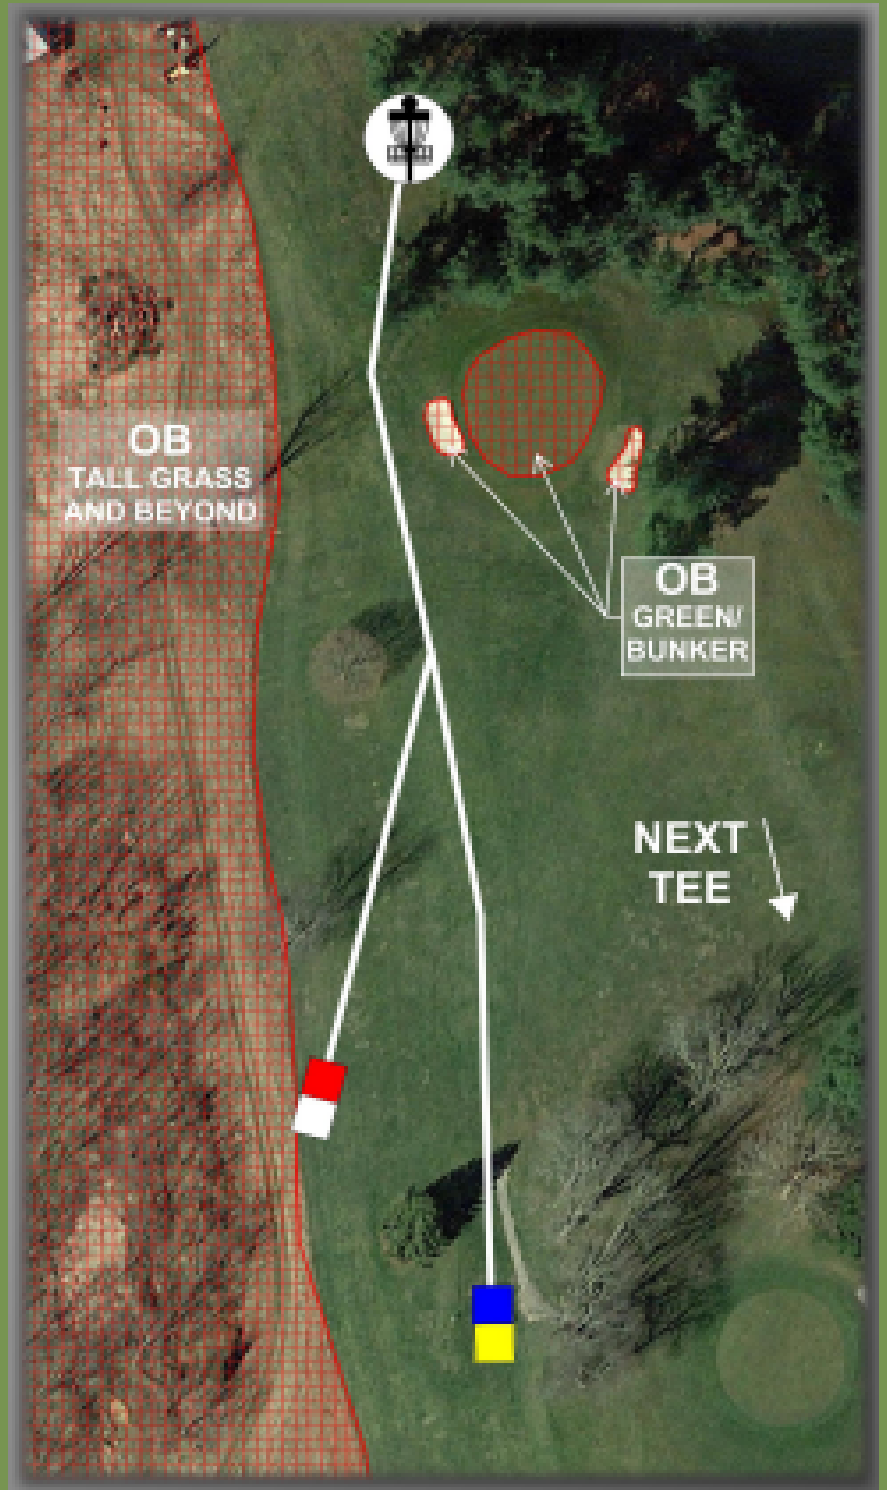 OB
TALL GRASS
AND BEYOND
OB
GREEN/
BUNKER
NEXT
TEE